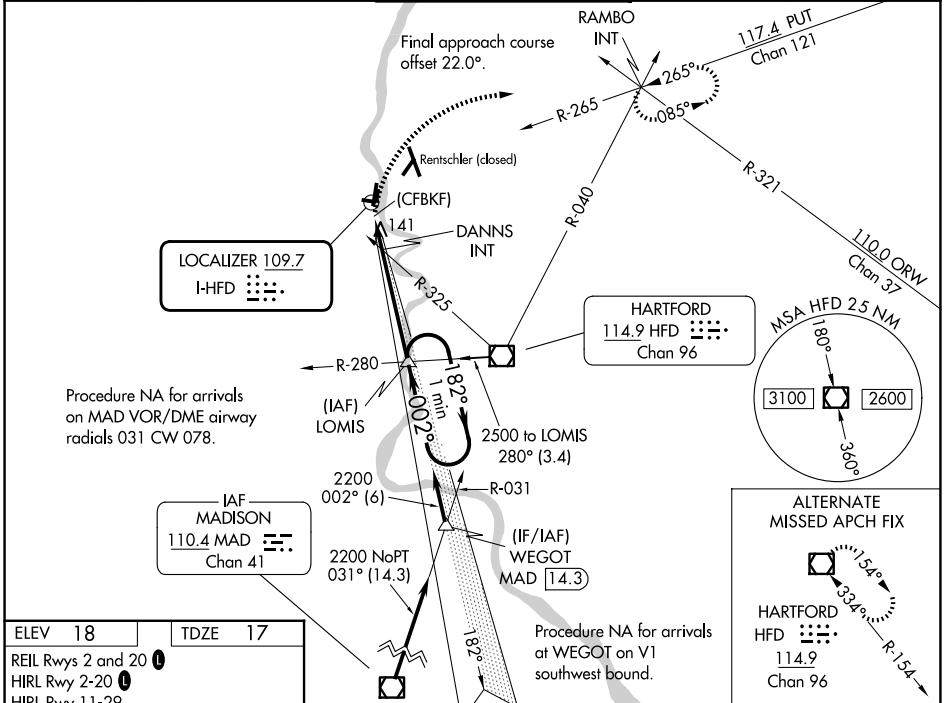 Final approach course
offset 22.0°.
RAMBO
INT
117.4 PUT
Chan 121
265°
085°
R-265
R-321
R-040
110.0 ORW
Chan 37
Rentschler (closed)
(CFBKF)
141
DANNS
INT
LOCALIZER 109.7
I-HFD
R-325
HARTFORD
114.9 HFD
Chan 96
MSA HFD 25 NM
180°
3100
2600
360°
R-280
(IAF)
LOMIS
182°
1 min
002°
2500 to LOMIS
280° (3.4)
Procedure NA for arrivals
on MAD VOR/DME airway
radials 031 CW 078.
2200
002° (6)
R-031
IAF
MADISON
110.4 MAD
Chan 41
(IF/IAF)
WEGOT
MAD 14.3
2200 NoPT
031° (14.3)
182°
Procedure NA for arrivals
at WEGOT on V1
southwest bound.
ALTERNATE
MISSED APCH FIX
154°
334°
HARTFORD
HFD
114.9
Chan 96
R-154
ELEV 18
TDZE 17
REIL Rwys 2 and 20 L
HIRL Rwy 2-20 L
HIRL Rwy 11-29